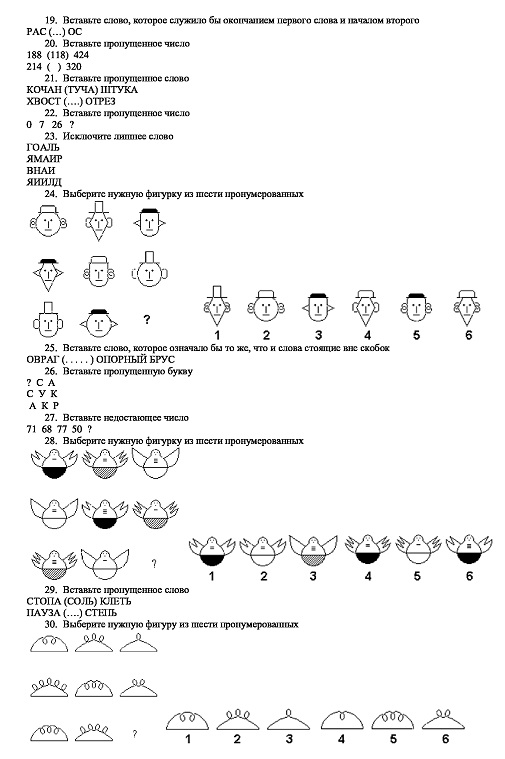 19. Вставьте слово, которое служило бы окончанием первого слова и началом второго
РАС (...) ОС
20. Вставьте пропущенное число
188 (118) 424
214 ( ) 320
21. Вставьте пропущенное слово
КОЧАН (ТУЧА) ШТУКА
ХВОСТ (....) ОТРЕЗ
22. Вставьте пропущенное число
0 7 26 ?
23. Исключите лишнее слово
ГОАЛЬ
ЯМАИР
ВНАИ
ЯИИЛД
24. Выберите нужную фигурку из шести пронумерованных
?
1 2 3 4 5 6
25. Вставьте слово, которое означало бы то же, что и слова стоящие вне скобок
ОВРАГ (. . . . .) ОПОРНЫЙ БРУС
26. Вставьте пропущенную букву
? С А
С У К
А К Р
27. Вставьте недостающее число
71 68 77 50 ?
28. Выберите нужную фигурку из шести пронумерованных
?
1 2 3 4 5 6
29. Вставьте пропущенное слово
СТОПА (СОЛЬ) КЛЕТЬ
ПАУЗА (....) СТЕПЬ
30. Выберите нужную фигуру из шести пронумерованных
?
1 2 3 4 5 6